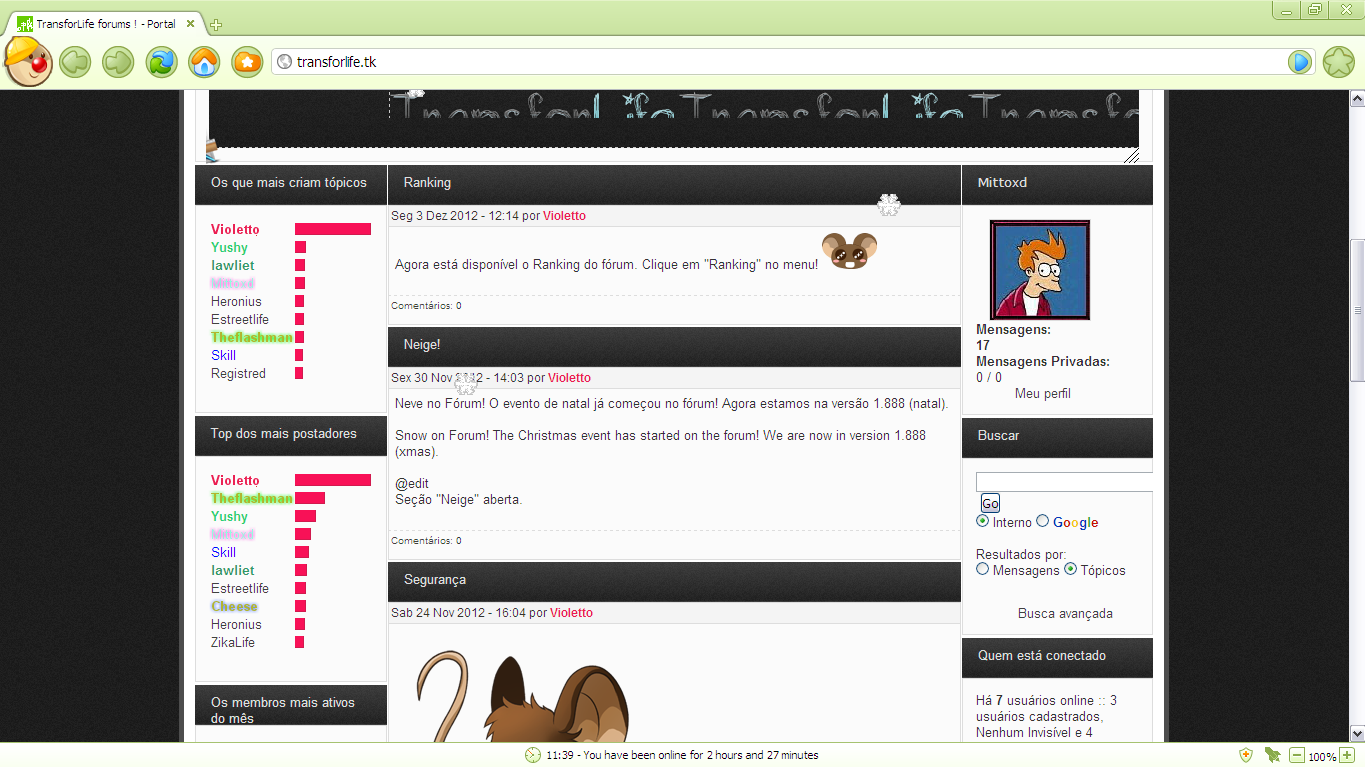 TransforLife forums ! - Portal
transforlife.tk
Os que mais criam tópicos
Violetto
Yushy
lawliet
Mittoxd
Heronius
Estreetlife
Theflashman
Skill
Registred
Top dos mais postadores
Violetto
Theflashman
Yushy
Mittoxd
Skill
lawliet
Estreetlife
Cheese
Heronius
ZikaLife
Os membros mais ativos
do mês
Ranking
Seg 3 Dez 2012 - 12:14 por Violetto
Agora está disponível o Ranking do fórum. Clique em "Ranking" no menu!
Comentários: 0
Neige!
Sex 30 Nov 2012 - 14:03 por Violetto
Neve no Fórum! O evento de natal já começou no fórum! Agora estamos na versão 1.888 (natal).
Snow on Forum! The Christmas event has started on the forum! We are now in version 1.888
(xmas).
@edit
Seção "Neige" aberta.
Comentários: 0
Segurança
Sab 24 Nov 2012 - 16:04 por Violetto
Mittoxd
Mensagens:
17
Mensagens Privadas:
0 / 0
Meu perfil
Buscar
Go
Interno Google
Resultados por:
Mensagens Tópicos
Busca avançada
Quem está conectado
Há 7 usuários online :: 3
usuários cadastrados,
Nenhum Invisível e 4
11:39 - You have been online for 2 hours and 27 minutes
100%